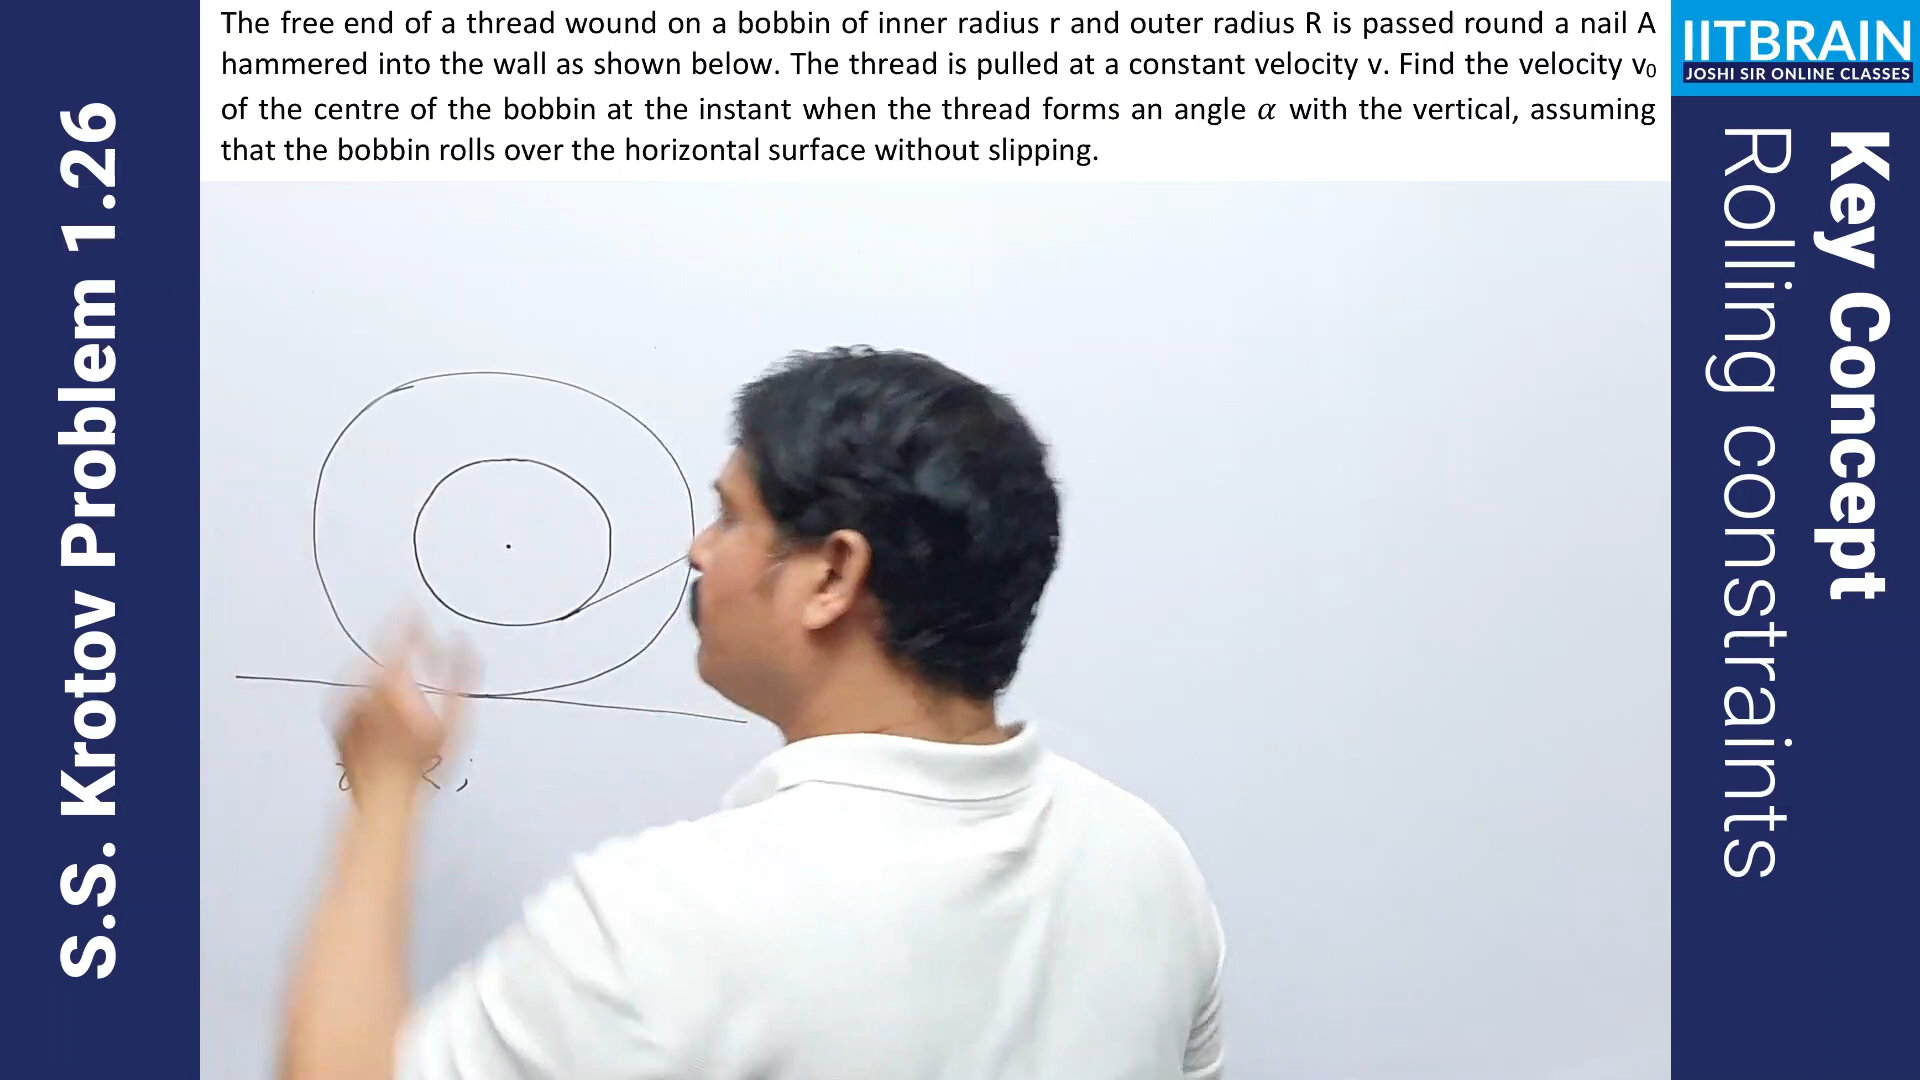 The free end of a thread wound on a bobbin of inner radius r and outer radius R is passed round a nail A
hammered into the wall as shown below. The thread is pulled at a constant velocity v. Find the velocity v₀
of the centre of the bobbin at the instant when the thread forms an angle α with the vertical, assuming
that the bobbin rolls over the horizontal surface without slipping.
IITBRAIN
JOSHI SIR ONLINE CLASSES
S.S. Krotov Problem 1.26
Key Concept
Rolling constraints